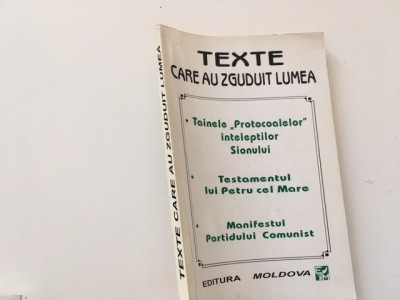 TEXTE
CARE AU ZGUDUIT LUMEA
• Tainele „Protocoalelor"
inteleptilor
Sionului
• Testamentul
lui Petru cel Mare
• Manifestul
Partidului Comunist
EDITURA MOLDOVA
TEXTE CARE AU ZGUDUIT LUMEA